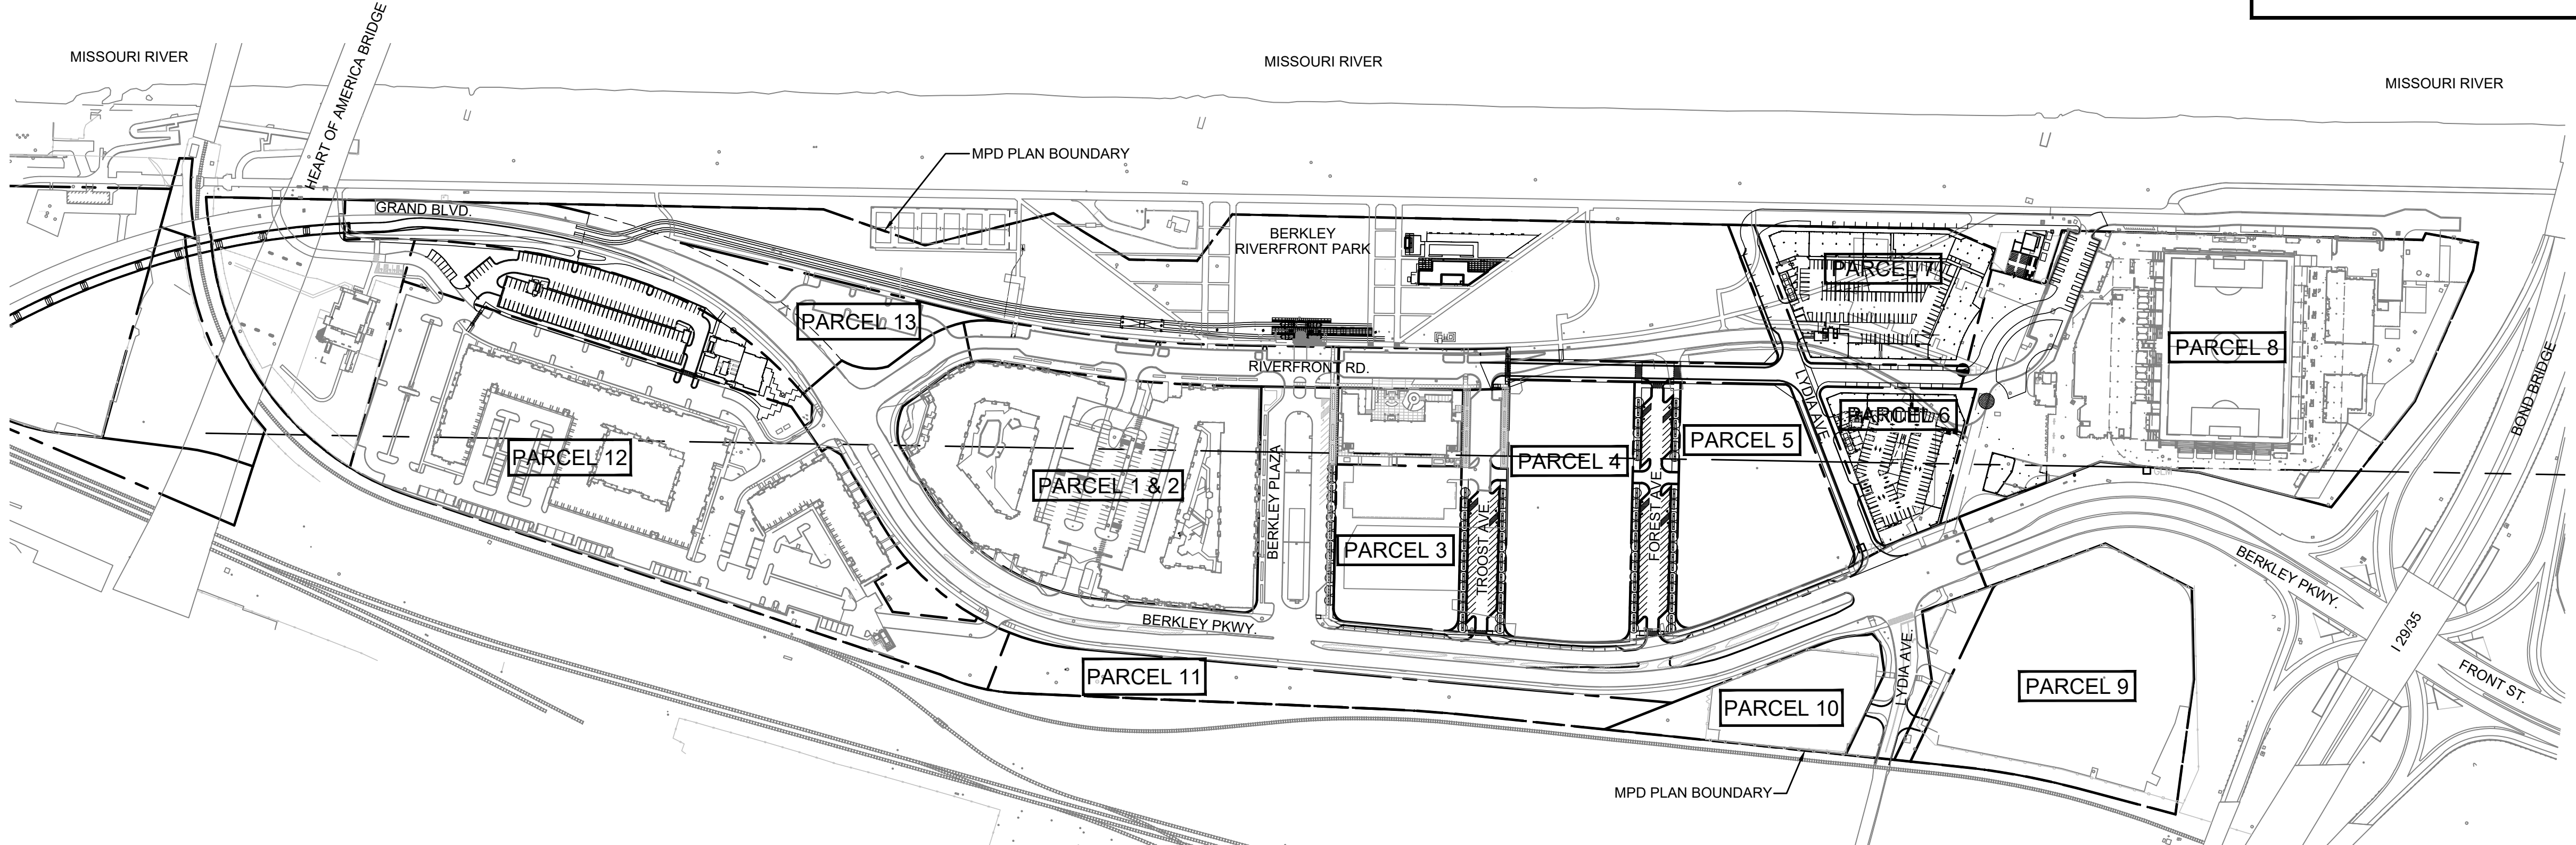 MISSOURI RIVER
HEART OF AMERICA BRIDGE
MISSOURI RIVER
MISSOURI RIVER
MPD PLAN BOUNDARY
GRAND BLVD.
BERKLEY
RIVERFRONT PARK
PARCEL 7
PARCEL 13
PARCEL 8
RIVERFRONT RD.
LYDIA AVE
PARCEL 6
BOND BRIDGE
PARCEL 12
PARCEL 1 & 2
BERKLEY PLAZA
PARCEL 4
PARCEL 5
PARCEL 3
TROOST AVE.
FOREST AVE
BERKLEY PKWY.
BERKLEY PKWY.
I 29/35
FRONT ST.
PARCEL 11
PARCEL 10
LYDIA AVE.
PARCEL 9
MPD PLAN BOUNDARY